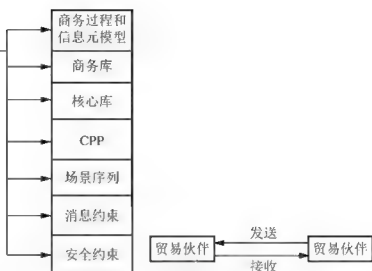 商务过程和
信息元模型
商务库
核心库
CPP
场景序列
消息约束
安全约束
发送
贸易伙伴
贸易伙伴
接收